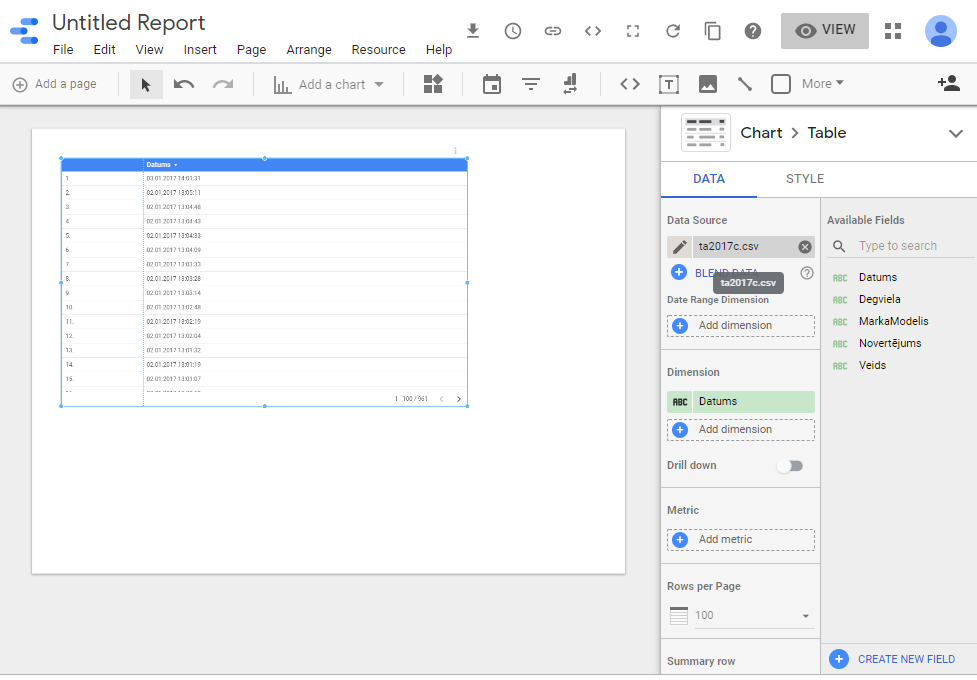 Untitled Report
File Edit View Insert Page Arrange Resource Help
VIEW
Add a page
Add a chart
More
Datums
1. 03.01.2017 14:01:31
2. 02.01.2017 13:05:11
3. 02.01.2017 13:04:48
4. 02.01.2017 13:04:43
5. 02.01.2017 13:04:33
6. 02.01.2017 13:04:09
7. 02.01.2017 13:03:33
8. 02.01.2017 13:03:28
9. 02.01.2017 13:03:14
10. 02.01.2017 13:02:48
11. 02.01.2017 13:02:19
12. 02.01.2017 13:02:04
13. 02.01.2017 13:01:32
14. 02.01.2017 13:01:19
15. 02.01.2017 13:01:07
1 - 100 / 961
Chart > Table
DATA STYLE
Data Source
ta2017c.csv
BLEND DATA
ta2017c.csv
Date Range Dimension
Add dimension
Dimension
ABC Datums
Add dimension
Drill down
Metric
Add metric
Rows per Page
100
Summary row
Available Fields
Type to search
ABC Datums
ABC Degviela
ABC MarkaModelis
ABC Novertējums
ABC Veids
CREATE NEW FIELD